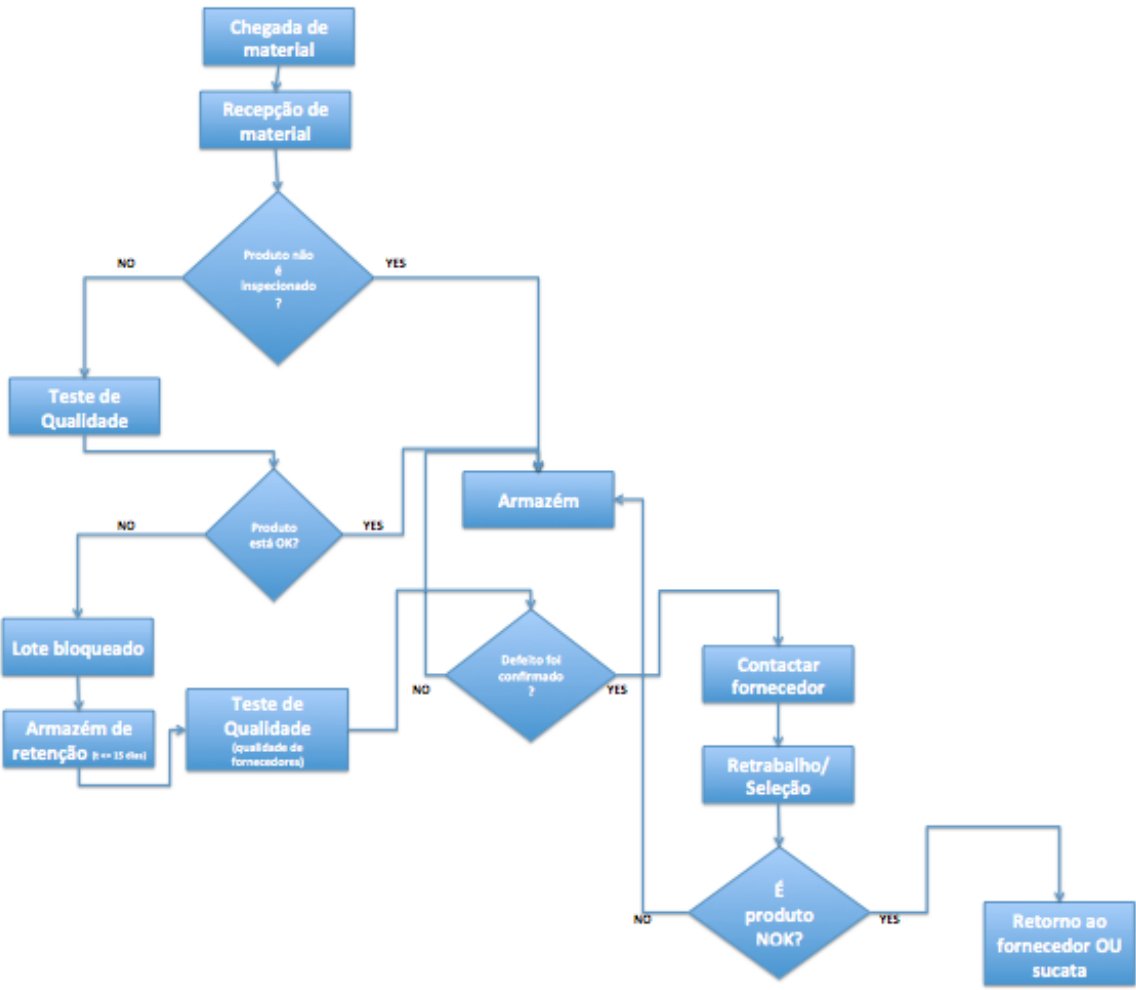 Chegada de
material
Recepção de
material
Produto não
é
inspecionado
?
NO
YES
Teste de
Qualidade
Armazém
Produto
está OK?
NO
YES
Lote bloqueado
Armazém de
retenção (t <= 15 dies)
Teste de
Qualidade
(qualidade de
fornecedores)
Defeito foi
confirmado
?
NO
YES
Contactar
fornecedor
Retrabalho/
Seleção
É
produto
NOK?
NO
YES
Retorno ao
fornecedor OU
sucata